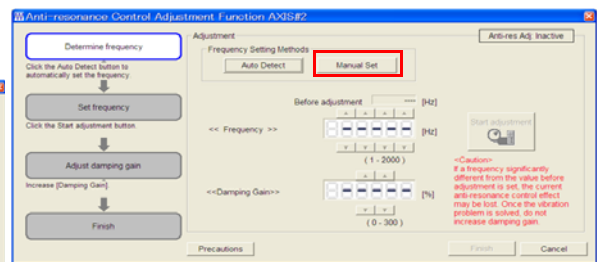 Anti-resonance Control Adjustment Function AXIS#2
Adjustment
Anti-res Adj: Inactive
Determine frequency
Click the Auto Detect button to
automatically set the frequency.
Set frequency
Click the Start adjustment button.
Adjust damping gain
Increase [Damping Gain].
Finish
Frequency Setting Methods
Auto Detect
Manual Set
Before adjustment ---- [Hz]
<< Frequency >>
[Hz]
( 1 - 2000 )
Start adjustment
<<Damping Gain>>
[%]
( 0 - 300 )
<Caution>
If a frequency significantly
different from the value before
adjustment is set, the current
anti-resonance control effect
may be lost. Once the vibration
problem is solved, do not
increase damping gain.
Precautions
Finish
Cancel